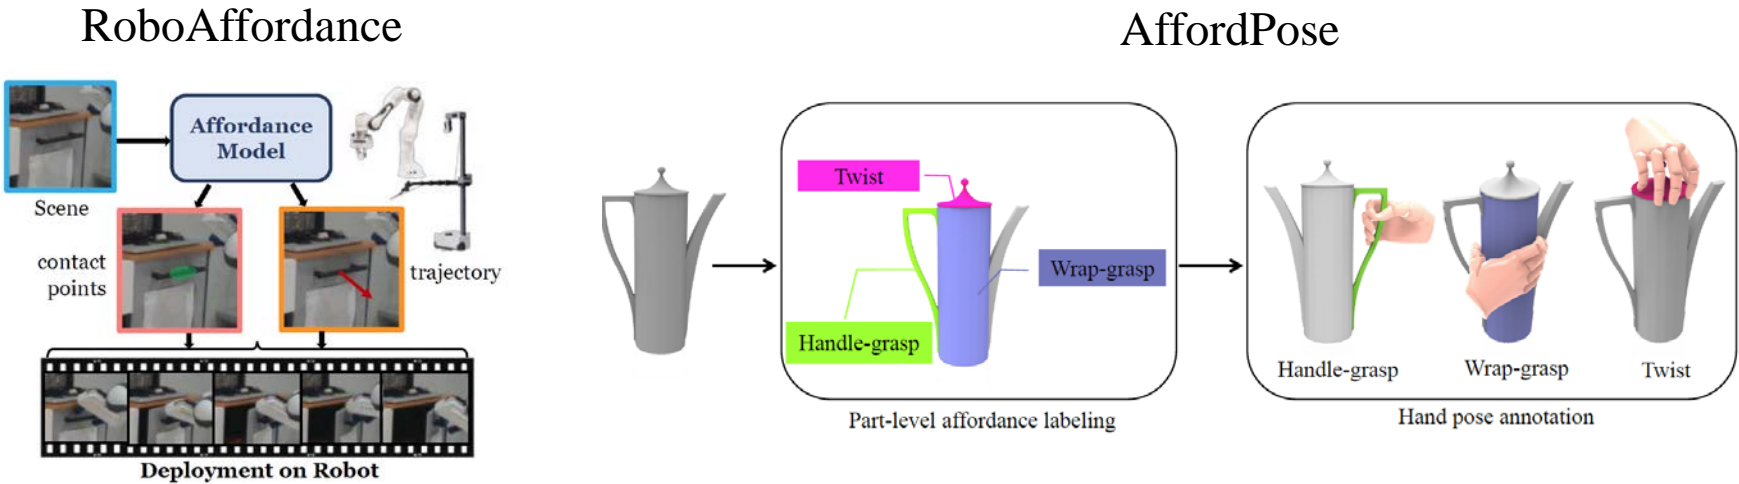 RoboAffordance
Affordance
Model
Scene
contact
points
trajectory
Deployment on Robot
AffordPose
Twist
Wrap-grasp
Handle-grasp
Part-level affordance labeling
Handle-grasp
Wrap-grasp
Twist
Hand pose annotation